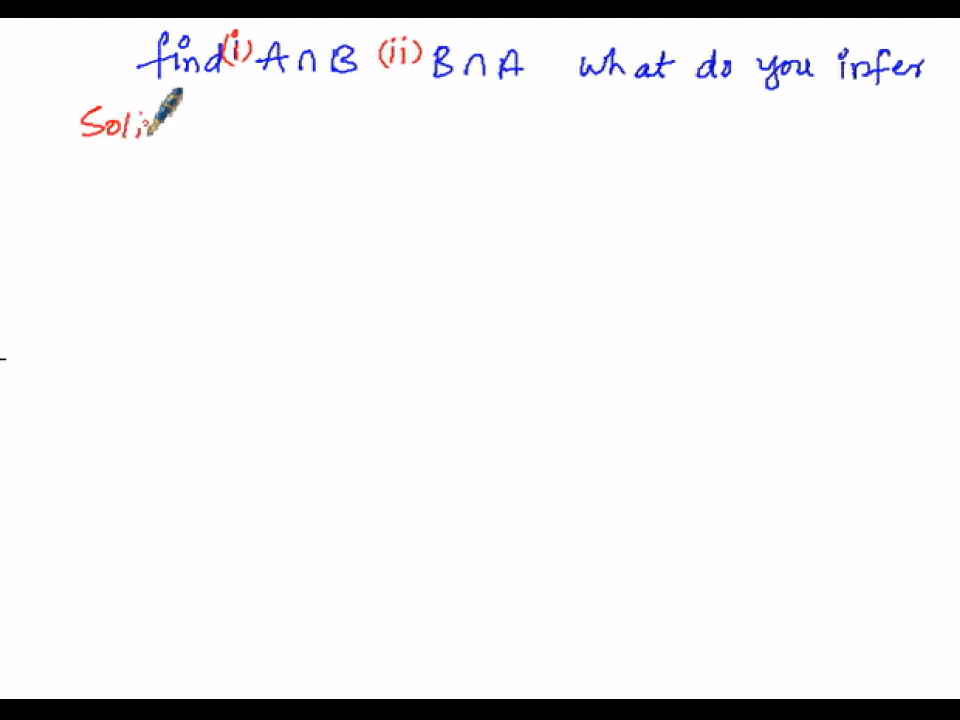 find (i) A ∩ B (ii) B ∩ A what do you infer
Sol: